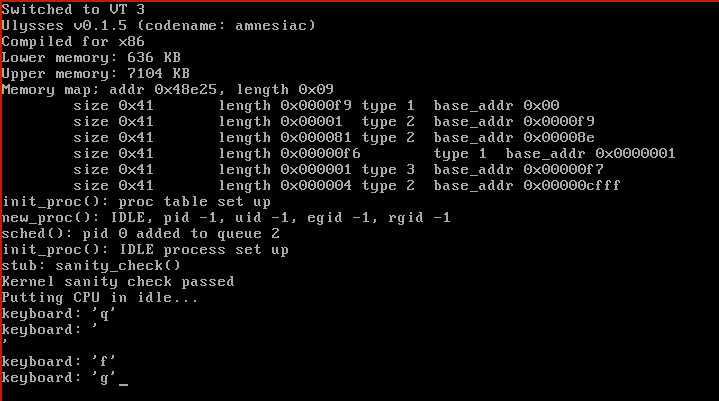 Switched to VT 3
Ulysses v0.1.5 (codename: amnesiac)
Compiled for x86
Lower memory: 636 KB
Upper memory: 7104 KB
Memory map; addr 0x48e25, length 0x09
size 0x41 length 0x0000f9 type 1 base_addr 0x00
size 0x41 length 0x00001 type 2 base_addr 0x0000f9
size 0x41 length 0x000081 type 2 base_addr 0x00008e
size 0x41 length 0x00000f6 type 1 base_addr 0x0000001
size 0x41 length 0x000001 type 3 base_addr 0x00000f7
size 0x41 length 0x000004 type 2 base_addr 0x00000cfff
init_proc(): proc table set up
new_proc(): IDLE, pid -1, uid -1, egid -1, rgid -1
sched(): pid 0 added to queue 2
init_proc(): IDLE process set up
stub: sanity_check()
Kernel sanity check passed
Putting CPU in idle...
keyboard: 'q'
keyboard: '
'
keyboard: 'f'
keyboard: 'g'_